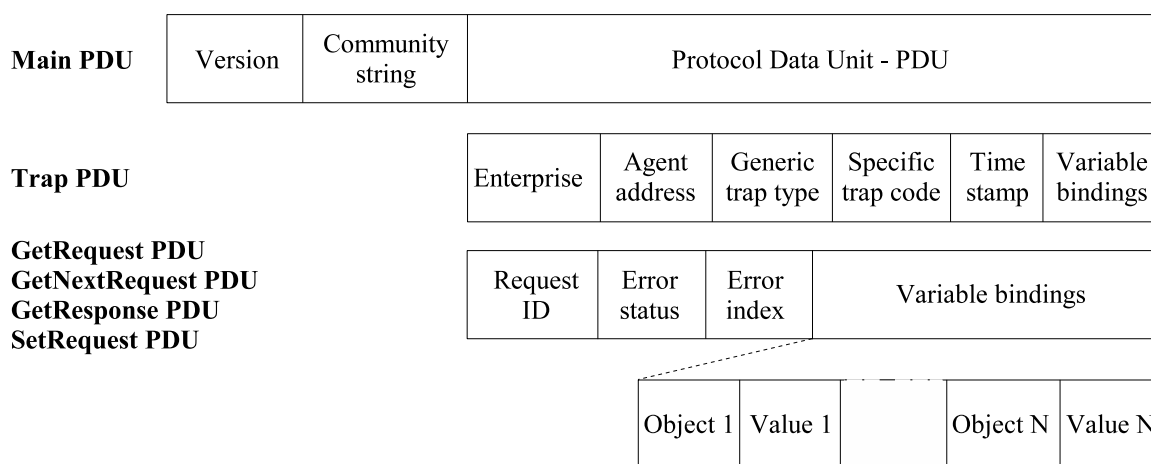 Main PDU
Version
Community
string
Protocol Data Unit - PDU
Trap PDU
Enterprise
Agent
address
Generic
trap type
Specific
trap code
Time
stamp
Variable
bindings
GetRequest PDU
GetNextRequest PDU
GetResponse PDU
SetRequest PDU
Request
ID
Error
status
Error
index
Variable bindings
Object 1
Value 1
Object N
Value N